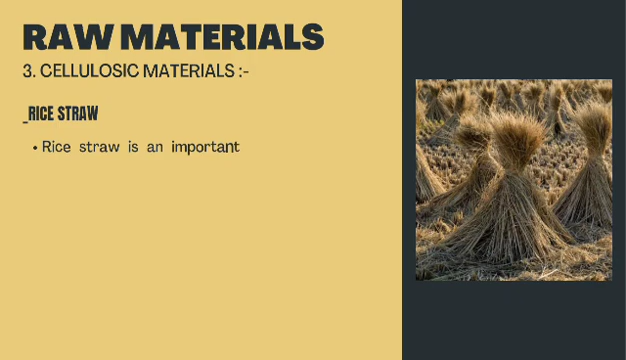 RAW MATERIALS
3. CELLULOSIC MATERIALS :-
_RICE STRAW
• Rice straw is an important